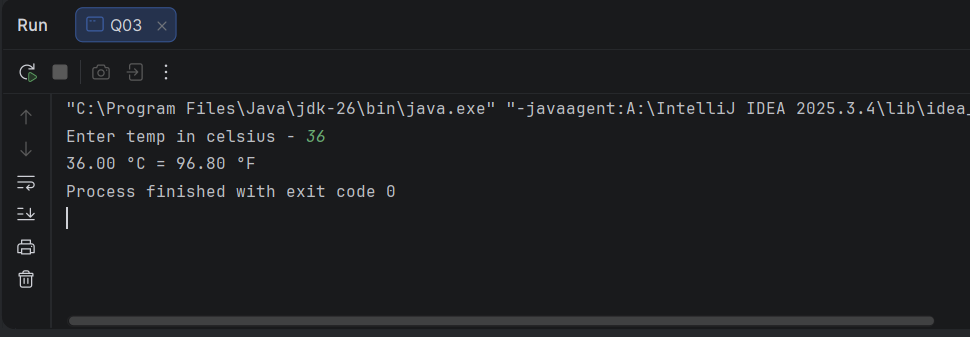 Run Q03
"C:\Program Files\Java\jdk-26\bin\java.exe" "-javaagent:A:\IntelliJ IDEA 2025.3.4\lib\idea_
Enter temp in celsius - 36
36.00 °C = 96.80 °F
Process finished with exit code 0